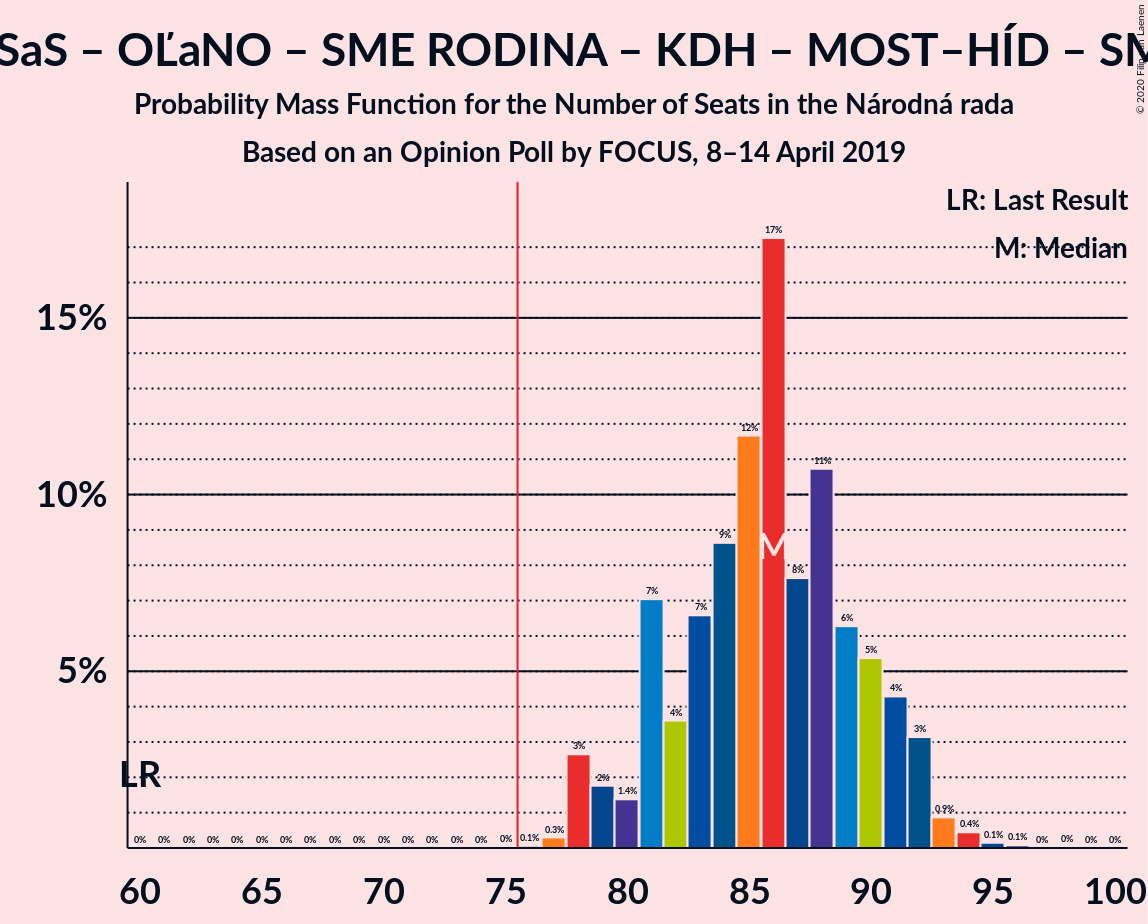 SaS – OĽaNO – SME RODINA – KDH – MOST–HÍD – SM
Probability Mass Function for the Number of Seats in the Národná rada
Based on an Opinion Poll by FOCUS, 8–14 April 2019
© 2020 Filip van Laenen
LR: Last Result
M: Median
15%
10%
5%
LR
M
0% 0% 0% 0% 0% 0% 0% 0% 0% 0% 0% 0% 0% 0% 0% 0% 0.1% 0.3% 3% 2% 1.4% 7% 4% 7% 9% 12% 17% 8% 11% 6% 5% 4% 3% 0.9% 0.4% 0.1% 0.1% 0% 0% 0% 0%
60 65 70 75 80 85 90 95 100